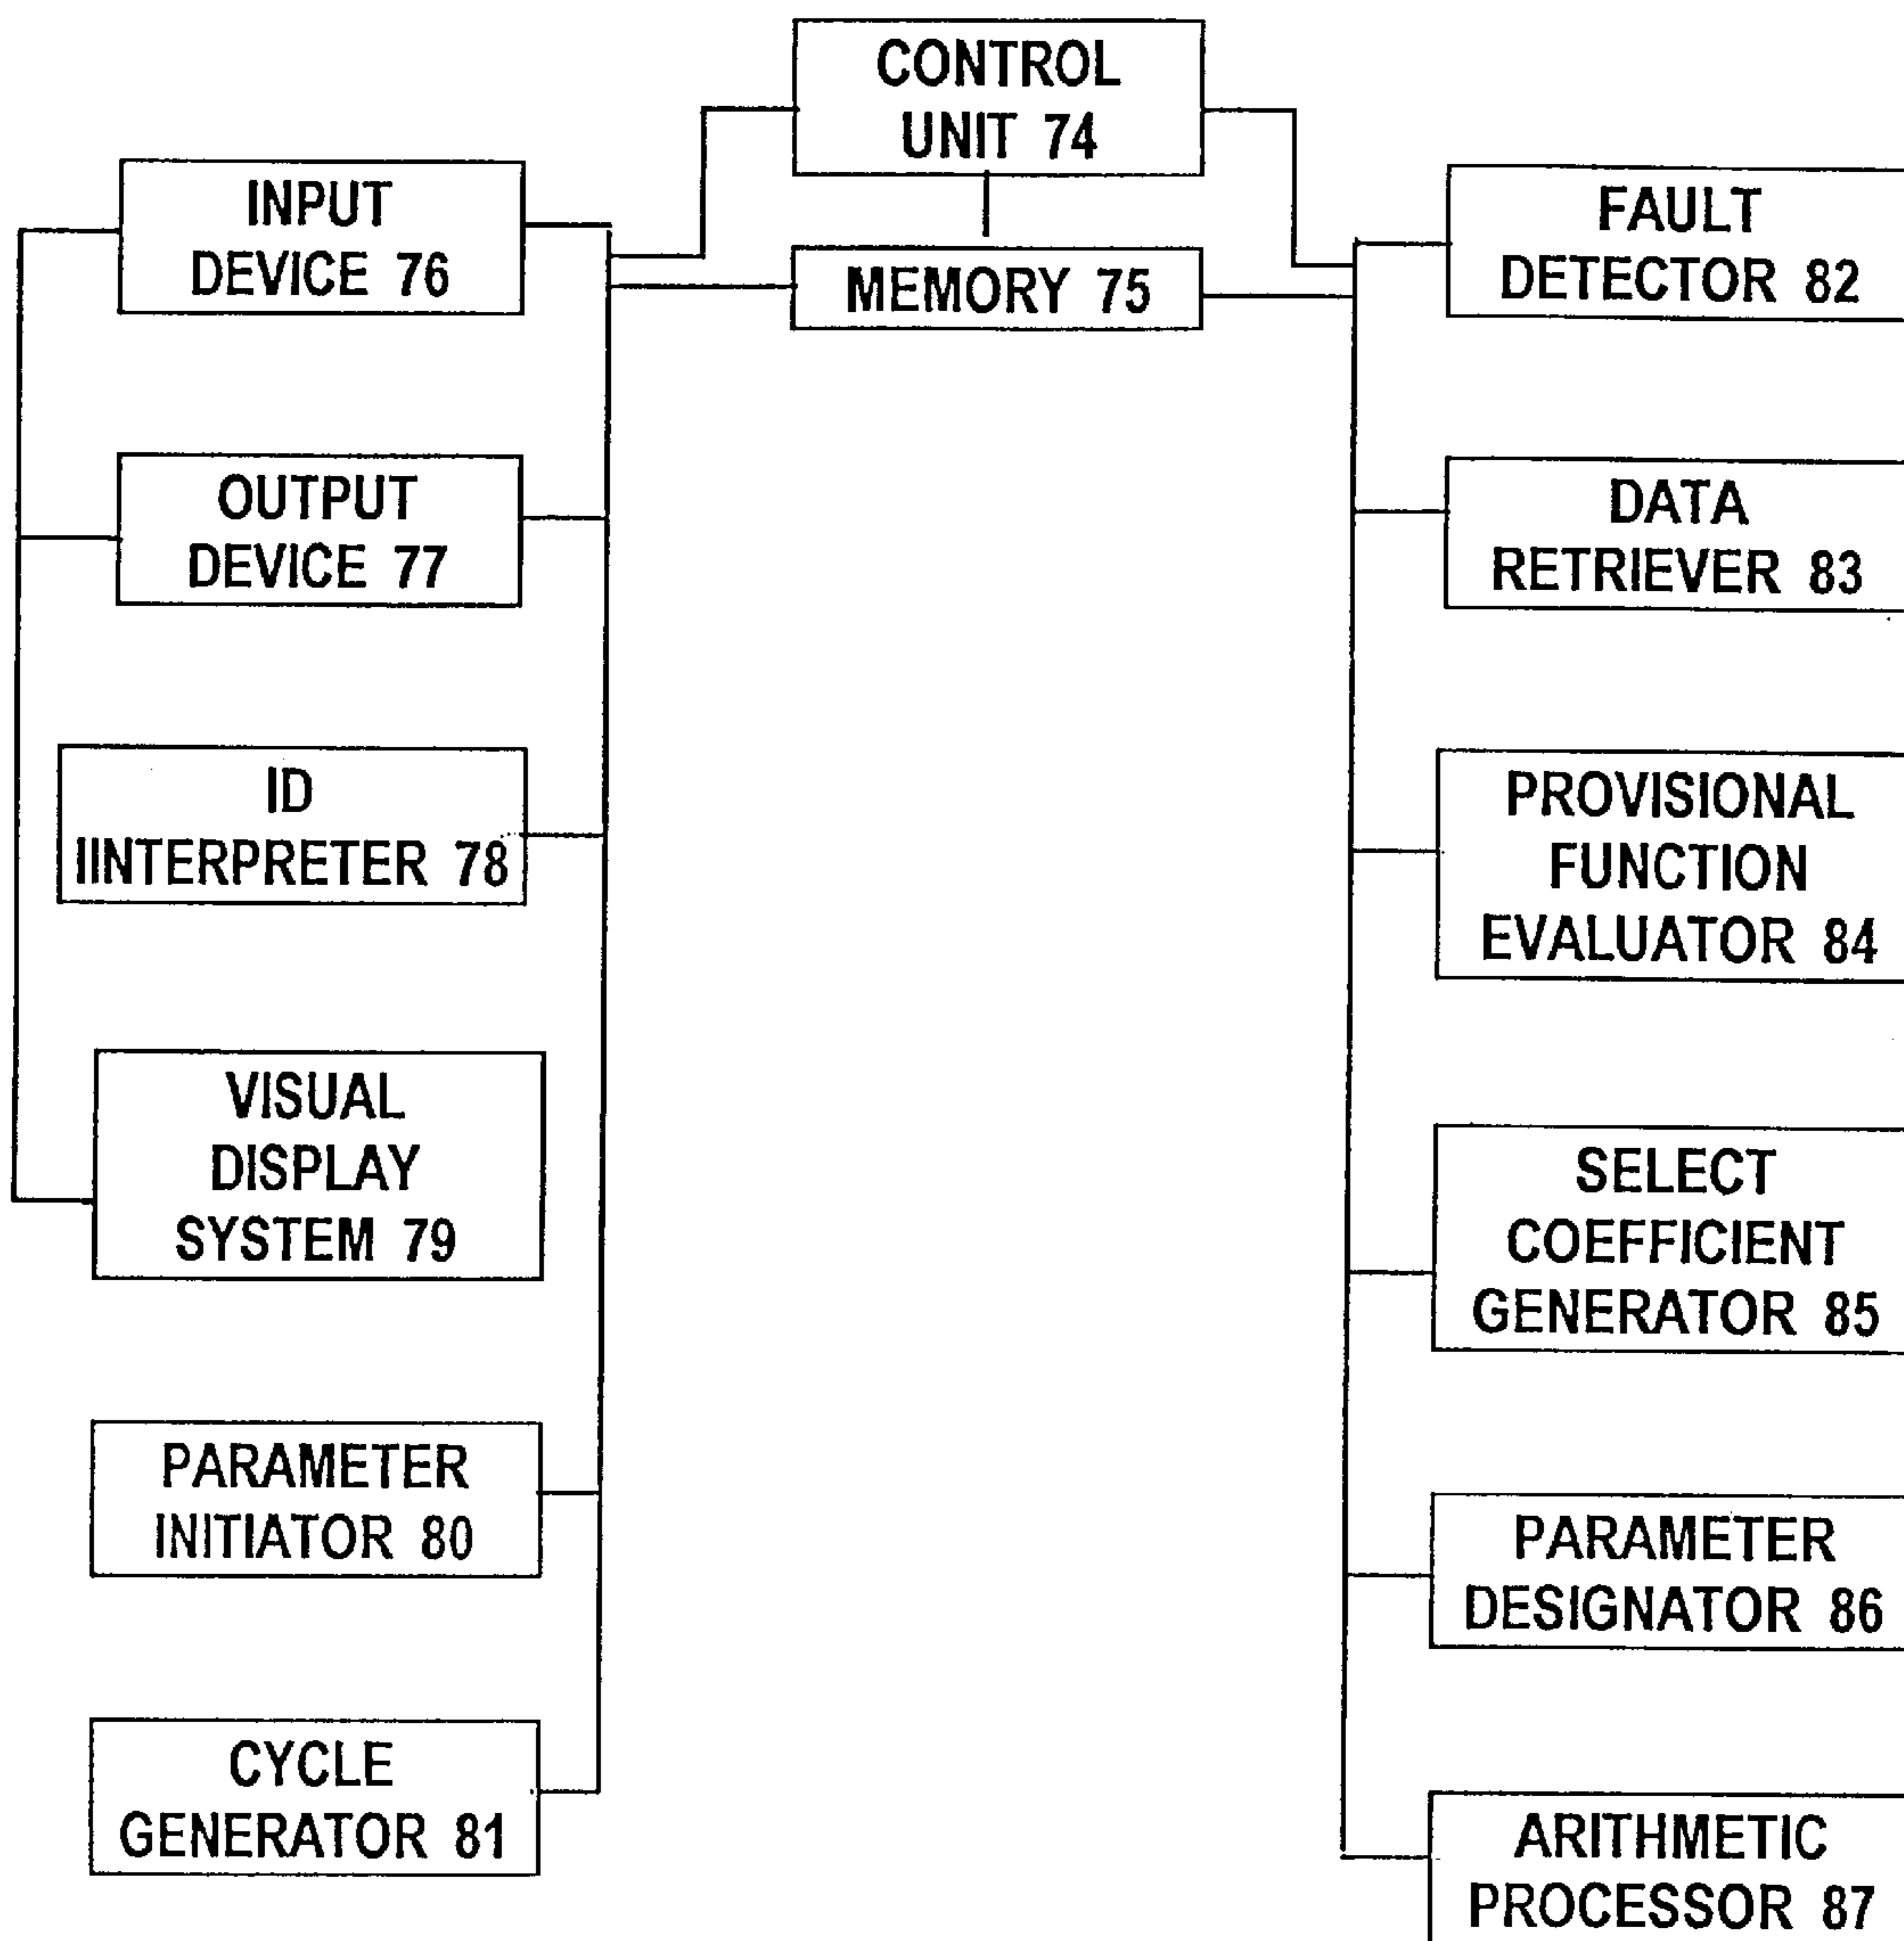 CONTROL
UNIT 74
MEMORY 75
INPUT
DEVICE 76
OUTPUT
DEVICE 77
ID
IINTERPRETER 78
VISUAL
DISPLAY
SYSTEM 79
PARAMETER
INITIATOR 80
CYCLE
GENERATOR 81
FAULT
DETECTOR 82
DATA
RETRIEVER 83
PROVISIONAL
FUNCTION
EVALUATOR 84
SELECT
COEFFICIENT
GENERATOR 85
PARAMETER
DESIGNATOR 86
ARITHMETIC
PROCESSOR 87